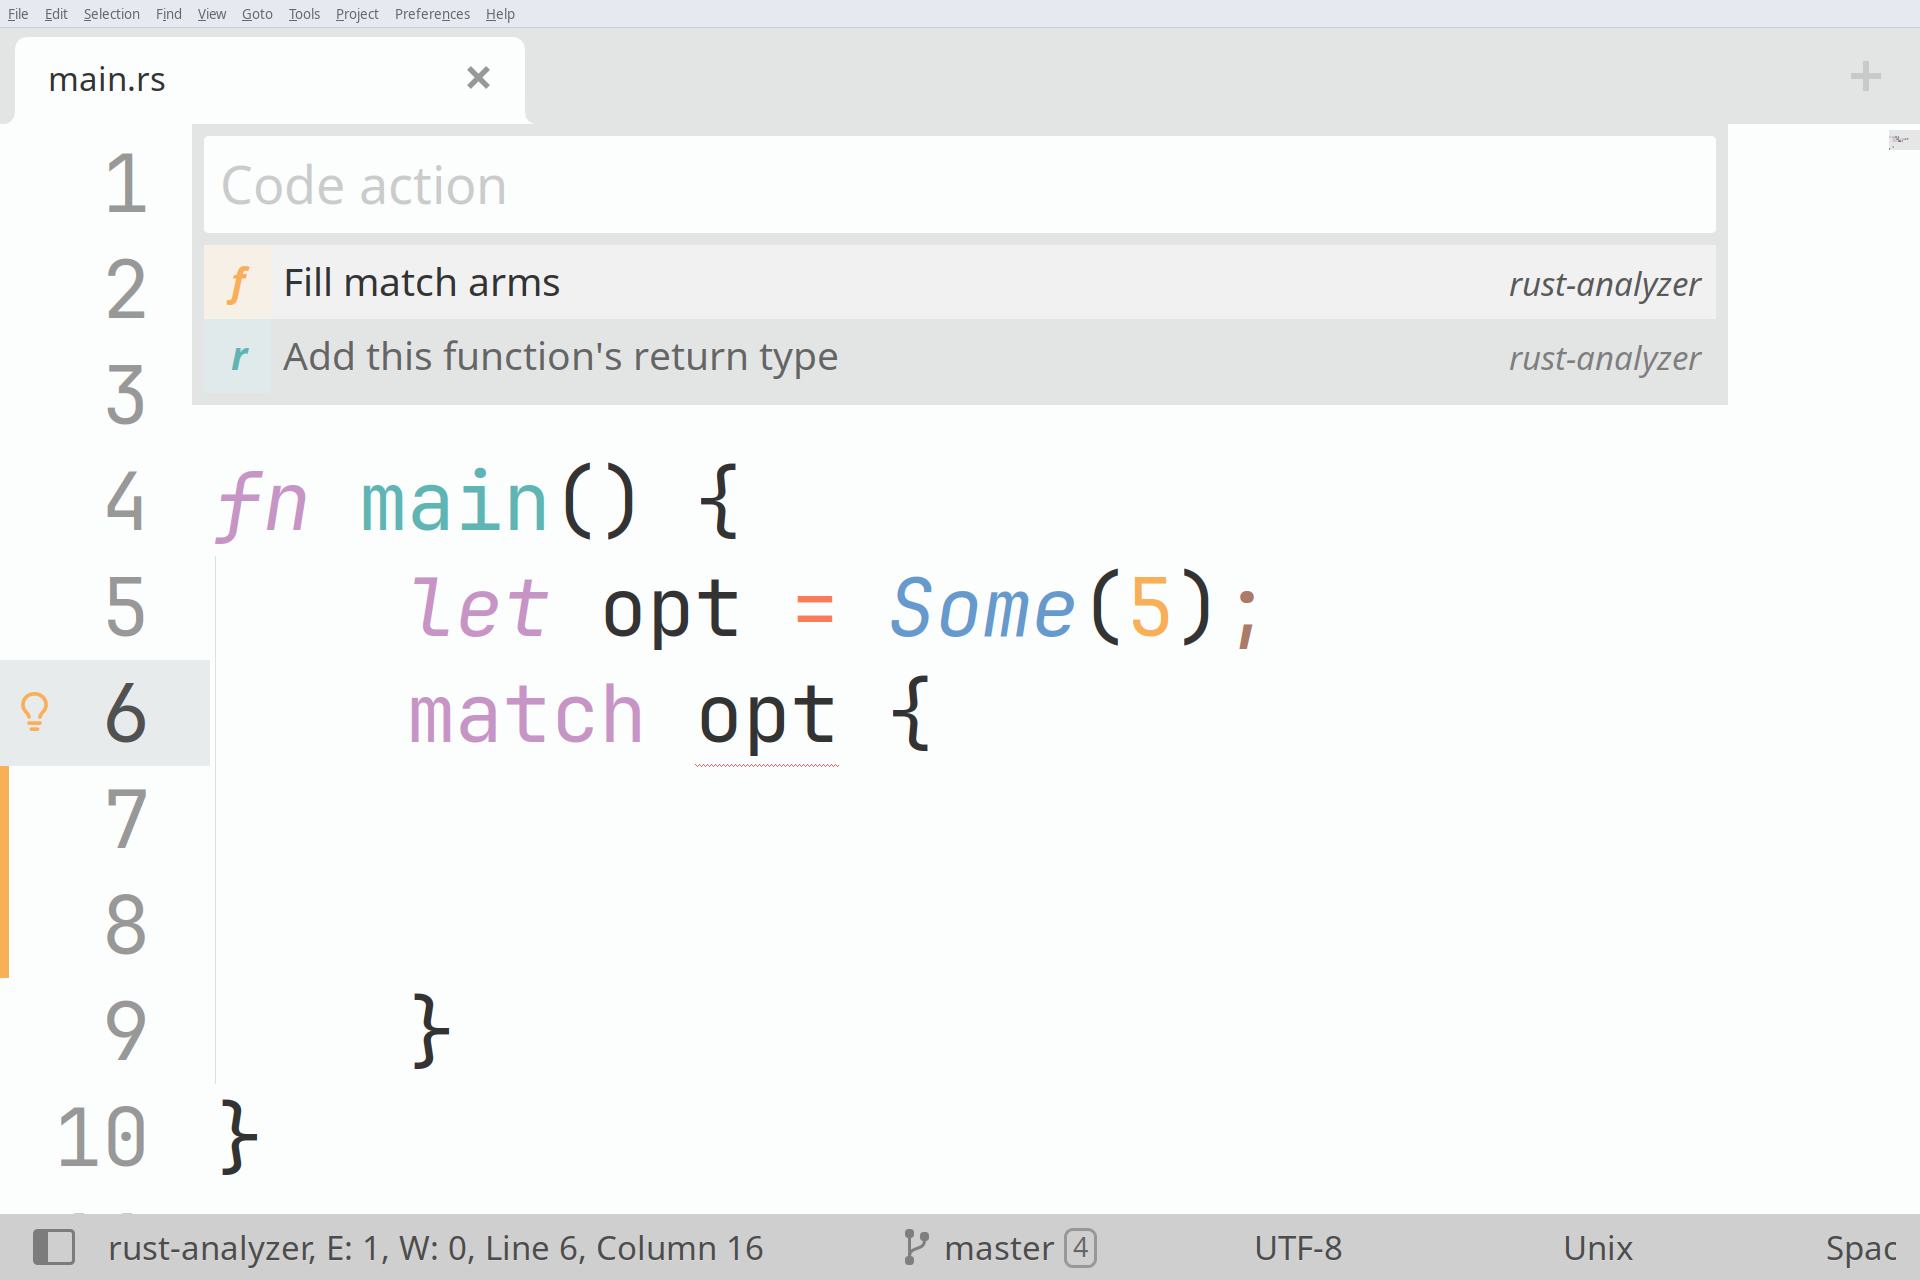 File Edit Selection Find View Goto Tools Project Preferences Help
main.rs
Code action
f Fill match arms rust-analyzer
r Add this function's return type rust-analyzer
1
2
3
4 fn main() {
5 let opt = Some(5);
6 match opt {
7
8
9 }
10 }
rust-analyzer, E: 1, W: 0, Line 6, Column 16 master 4 UTF-8 Unix Spac